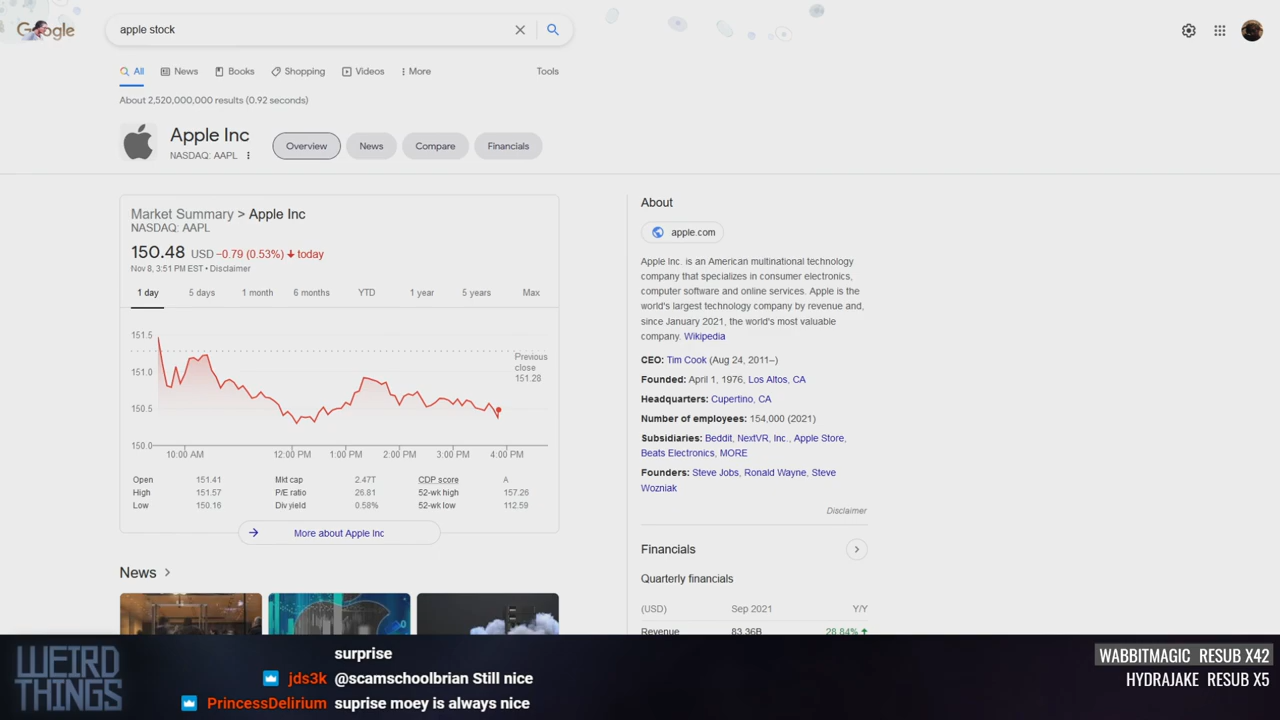 Google
apple stock
All
News
Books
Shopping
Videos
More
Tools
About 2,520,000,000 results (0.92 seconds)
Apple Inc
NASDAQ: AAPL
Overview
News
Compare
Financials
Market Summary > Apple Inc
NASDAQ: AAPL
150.48 USD −0.79 (0.53%) today
Nov 8, 3:51 PM EST • Disclaimer
1 day 5 days 1 month 6 months YTD 1 year 5 years Max
151.5
151.0
150.5
150.0
Previous
close
151.28
10:00 AM 12:00 PM 1:00 PM 2:00 PM 3:00 PM 4:00 PM
Open 151.41 Mkt cap 2.47T CDP score A
High 151.57 P/E ratio 26.81 52-wk high 157.26
Low 150.16 Div yield 0.58% 52-wk low 112.59
More about Apple Inc
News
About
apple.com
Apple Inc. is an American multinational technology
company that specializes in consumer electronics,
computer software and online services. Apple is the
world's largest technology company by revenue and,
since January 2021, the world's most valuable
company. Wikipedia
CEO: Tim Cook (Aug 24, 2011–)
Founded: April 1, 1976, Los Altos, CA
Headquarters: Cupertino, CA
Number of employees: 154,000 (2021)
Subsidiaries: Beddit, NextVR, Inc., Apple Store,
Beats Electronics, MORE
Founders: Steve Jobs, Ronald Wayne, Steve
Wozniak
Disclaimer
Financials
Quarterly financials
(USD) Sep 2021 Y/Y
Revenue 83.36B 28.84%
WEIRD
THINGS
surprise
jds3k @scamschoolbrian Still nice
PrincessDelirium suprise moey is always nice
WABBITMAGIC RESUB X42
HYDRAJAKE RESUB X5